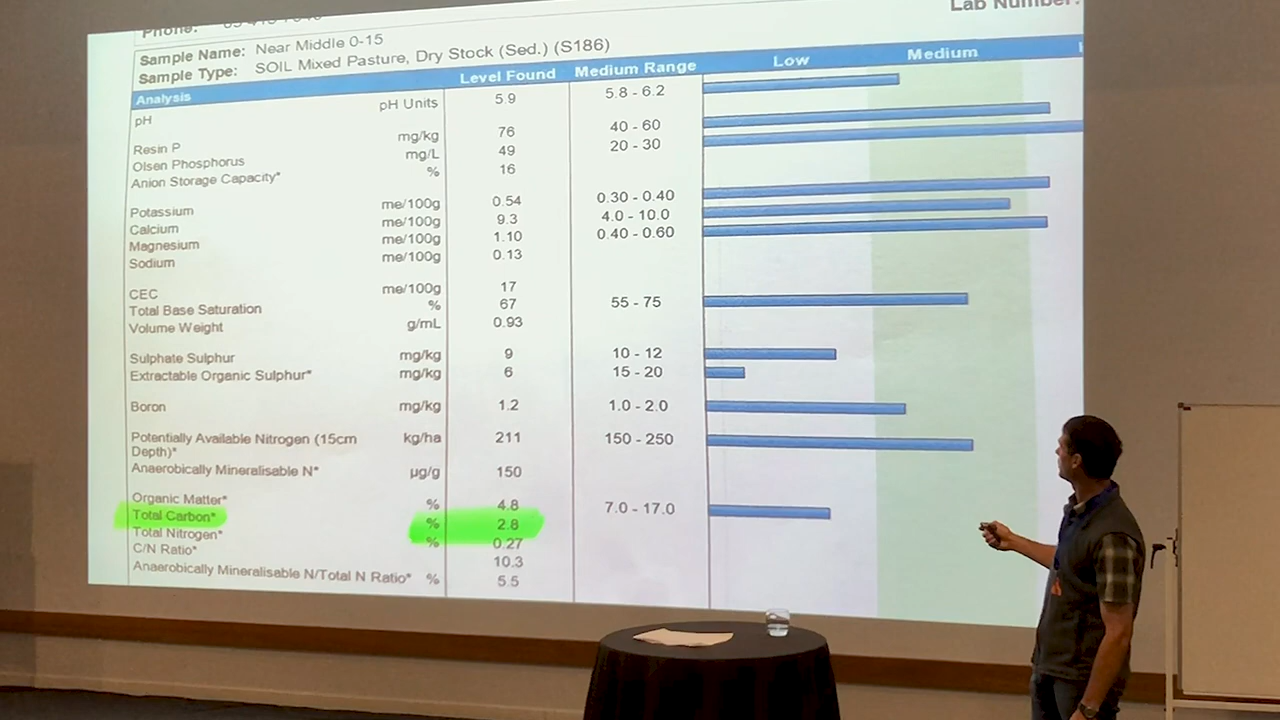 Phone:
Lab Number:
Sample Name: Near Middle 0-15
Sample Type: SOIL Mixed Pasture, Dry Stock (Sed.) (S186)
Analysis Level Found Medium Range Low Medium
pH pH Units 5.9 5.8 - 6.2
Resin P mg/kg 76 40 - 60
Olsen Phosphorus mg/L 49 20 - 30
Anion Storage Capacity* % 16
Potassium me/100g 0.54 0.30 - 0.40
Calcium me/100g 9.3 4.0 - 10.0
Magnesium me/100g 1.10 0.40 - 0.60
Sodium me/100g 0.13
CEC me/100g 17
Total Base Saturation % 67 55 - 75
Volume Weight g/mL 0.93
Sulphate Sulphur mg/kg 9 10 - 12
Extractable Organic Sulphur* mg/kg 6 15 - 20
Boron mg/kg 1.2 1.0 - 2.0
Potentially Available Nitrogen (15cm kg/ha 211 150 - 250
Depth)*
Anaerobically Mineralisable N* µg/g 150
Organic Matter* % 4.8 7.0 - 17.0
Total Carbon* % 2.8
Total Nitrogen* % 0.27
C/N Ratio* 10.3
Anaerobically Mineralisable N/Total N Ratio* % 5.5